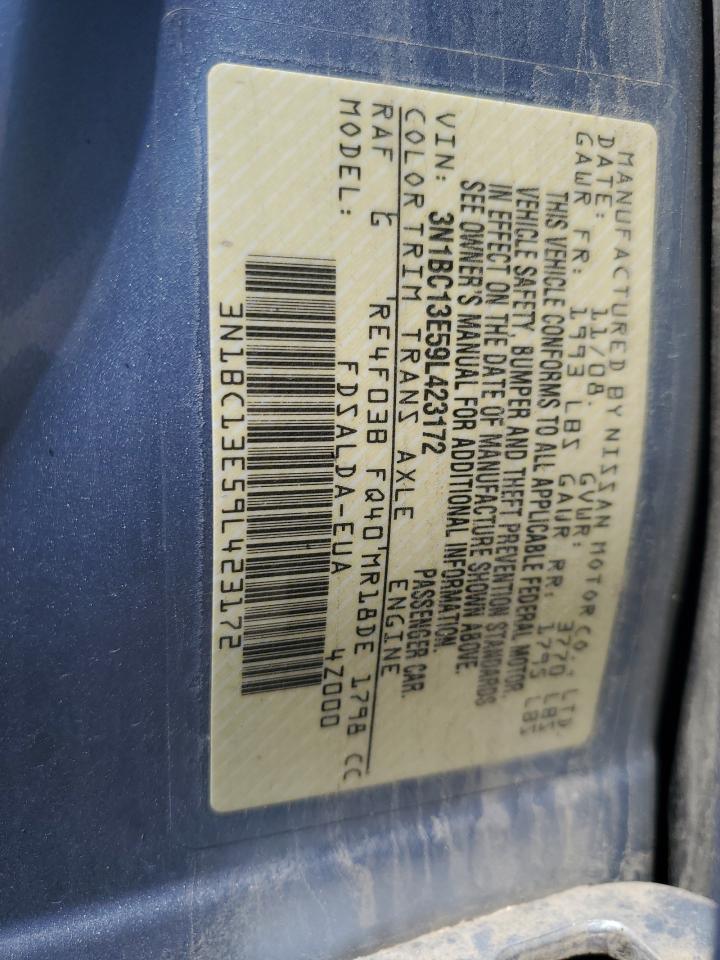 MANUFACTURED BY NISSAN MOTOR CO., LTD
DATE: 11/08. GVWR: 3770 LBS
GAWR FR: 1993 LBS GAWR RR: 1795 LBS
THIS VEHICLE CONFORMS TO ALL APPLICABLE FEDERAL MOTOR
VEHICLE SAFETY, BUMPER AND THEFT PREVENTION STANDARDS
IN EFFECT ON THE DATE OF MANUFACTURE SHOWN ABOVE.
SEE OWNER'S MANUAL FOR ADDITIONAL INFORMATION.
VIN: 3N1BC13E59L423172 PASSENGER CAR.
COLOR TRIM TRANS AXLE ENGINE
RAF G RE4F03B FQ40 MR18DE 1798 CC
MODEL: FDSALDA-EUA 4Z000
3N1BC13E59L423172